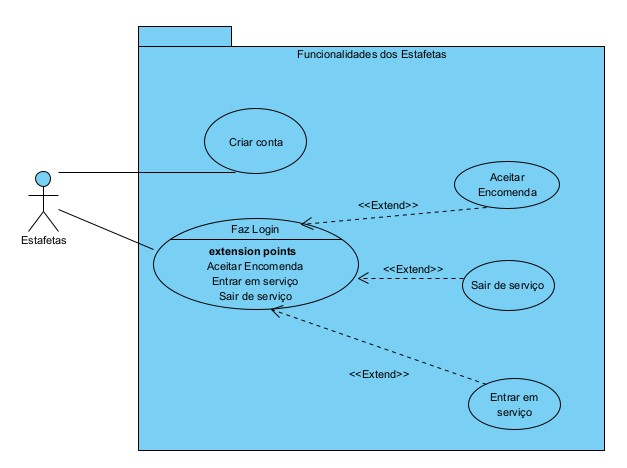 Funcionalidades dos Estafetas
Criar conta
Aceitar
Encomenda
<<Extend>>
Estafetas
Faz Login
extension points
Aceitar Encomenda
Entrar em serviço
Sair de serviço
<<Extend>>
Sair de serviço
<<Extend>>
Entrar em
serviço